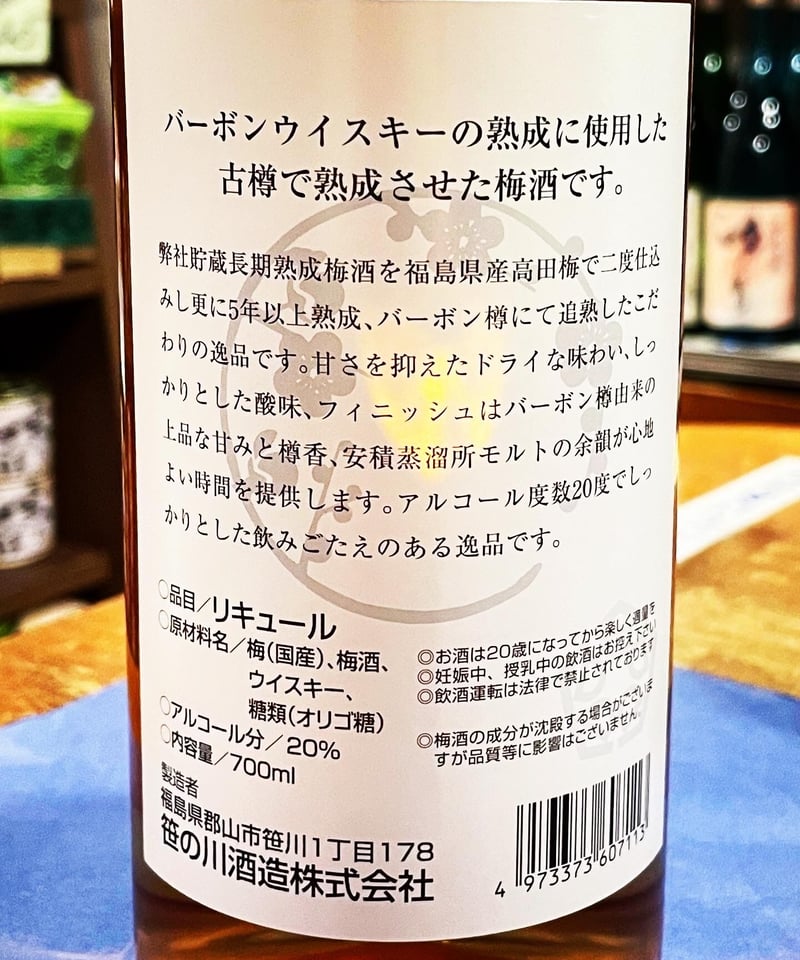 バーボンウイスキーの熟成に使用した
古樽で熟成させた梅酒です。
弊社貯蔵長期熟成梅酒を福島県産高田梅で二度仕込
みし更に5年以上熟成、バーボン樽にて追熟したこだ
わりの逸品です。甘さを抑えたドライな味わい、しっ
かりとした酸味、フィニッシュはバーボン樽由来の
上品な甘みと樽香、安積蒸溜所モルトの余韻が心地
よい時間を提供します。アルコール度数20度でしっ
かりとした飲みごたえのある逸品です。
○品目／リキュール
○原材料名／梅(国産)、梅酒、
ウイスキー、
糖類(オリゴ糖)
○アルコール分／20%
○内容量／700ml
製造者
福島県郡山市笹川1丁目178
笹の川酒造株式会社
◎お酒は20歳になってから楽しく適量を
◎妊娠中、授乳中の飲酒はお控え下さい
◎飲酒運転は法律で禁止されております
◎梅酒の成分が沈殿する場合がございま
すが品質等に影響はございません。
4 973373 607113